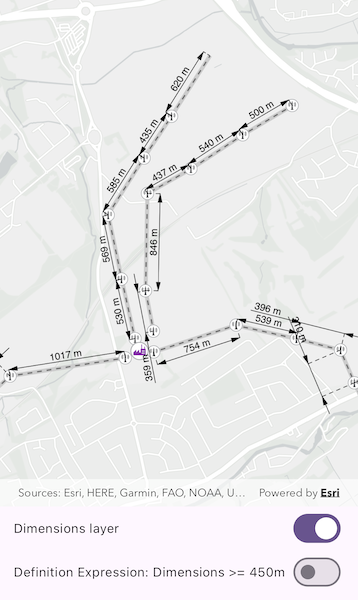 620 m
435 m
500 m
540 m
437 m
585 m
569 m
846 m
530 m
396 m
539 m
310 m
754 m
1017 m
359 m
Sources: Esri, HERE, Garmin, FAO, NOAA, U... Powered by Esri
Dimensions layer
Definition Expression: Dimensions >= 450m